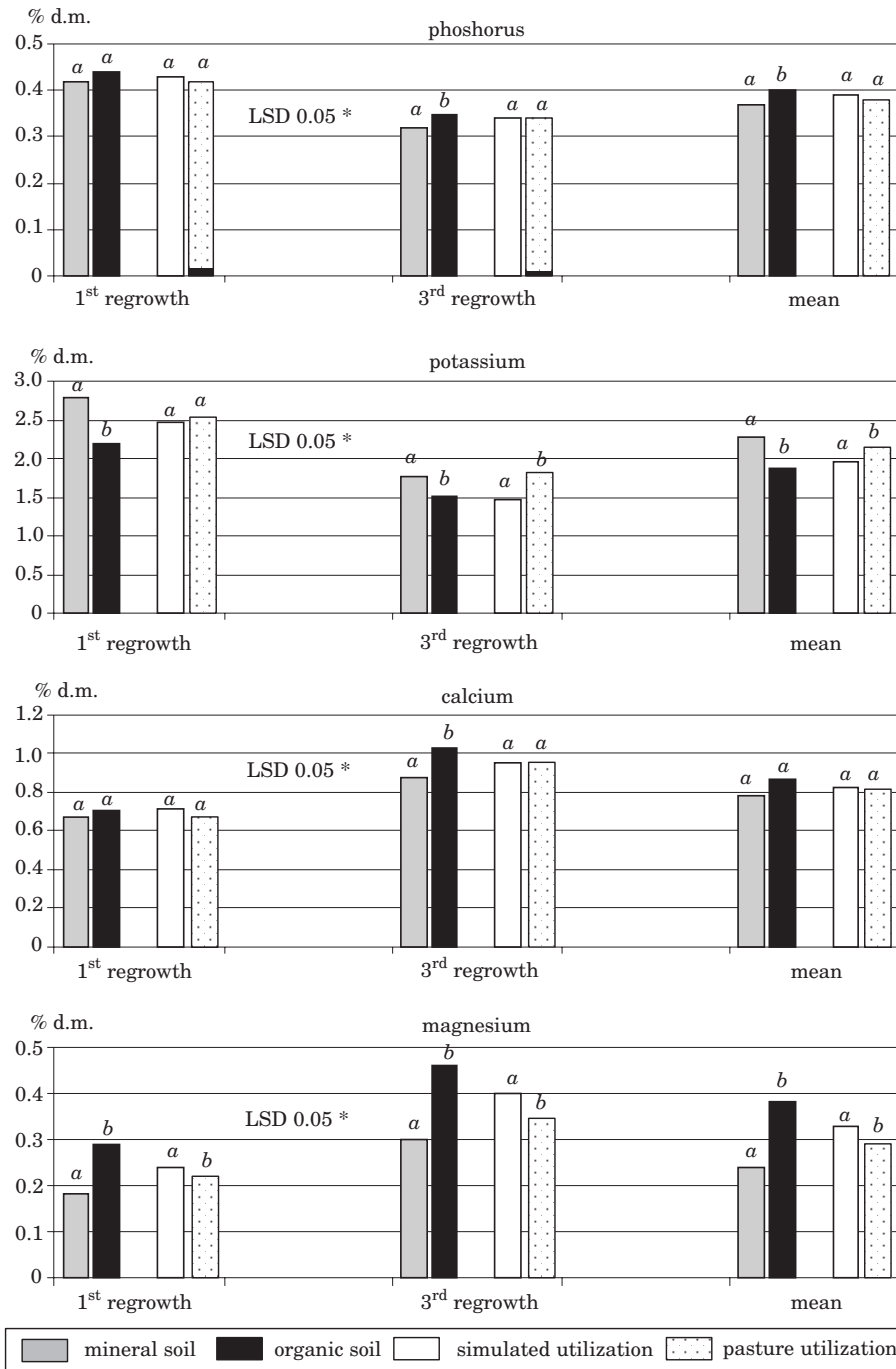 % d.m.
phoshorus
0.5
a a a a
a b a a
a b a a
0.4
LSD 0.05 *
0.3
0.2
0.1
0
1st regrowth 3rd regrowth mean
% d.m.
potassium
3.0
a b a a
a b a b
a b a b
2.5
LSD 0.05 *
2.0
1.5
1.0
0.5
0
1st regrowth 3rd regrowth mean
% d.m.
calcium
1.2
a a a a
a b a a
a a a a
1.0
LSD 0.05 *
0.8
0.6
0.4
0.2
0
1st regrowth 3rd regrowth mean
% d.m.
magnesium
0.5
a b a b
a b a b
a b a b
0.4
LSD 0.05 *
0.3
0.2
0.1
0
1st regrowth 3rd regrowth mean
mineral soil organic soil simulated utilization pasture utilization